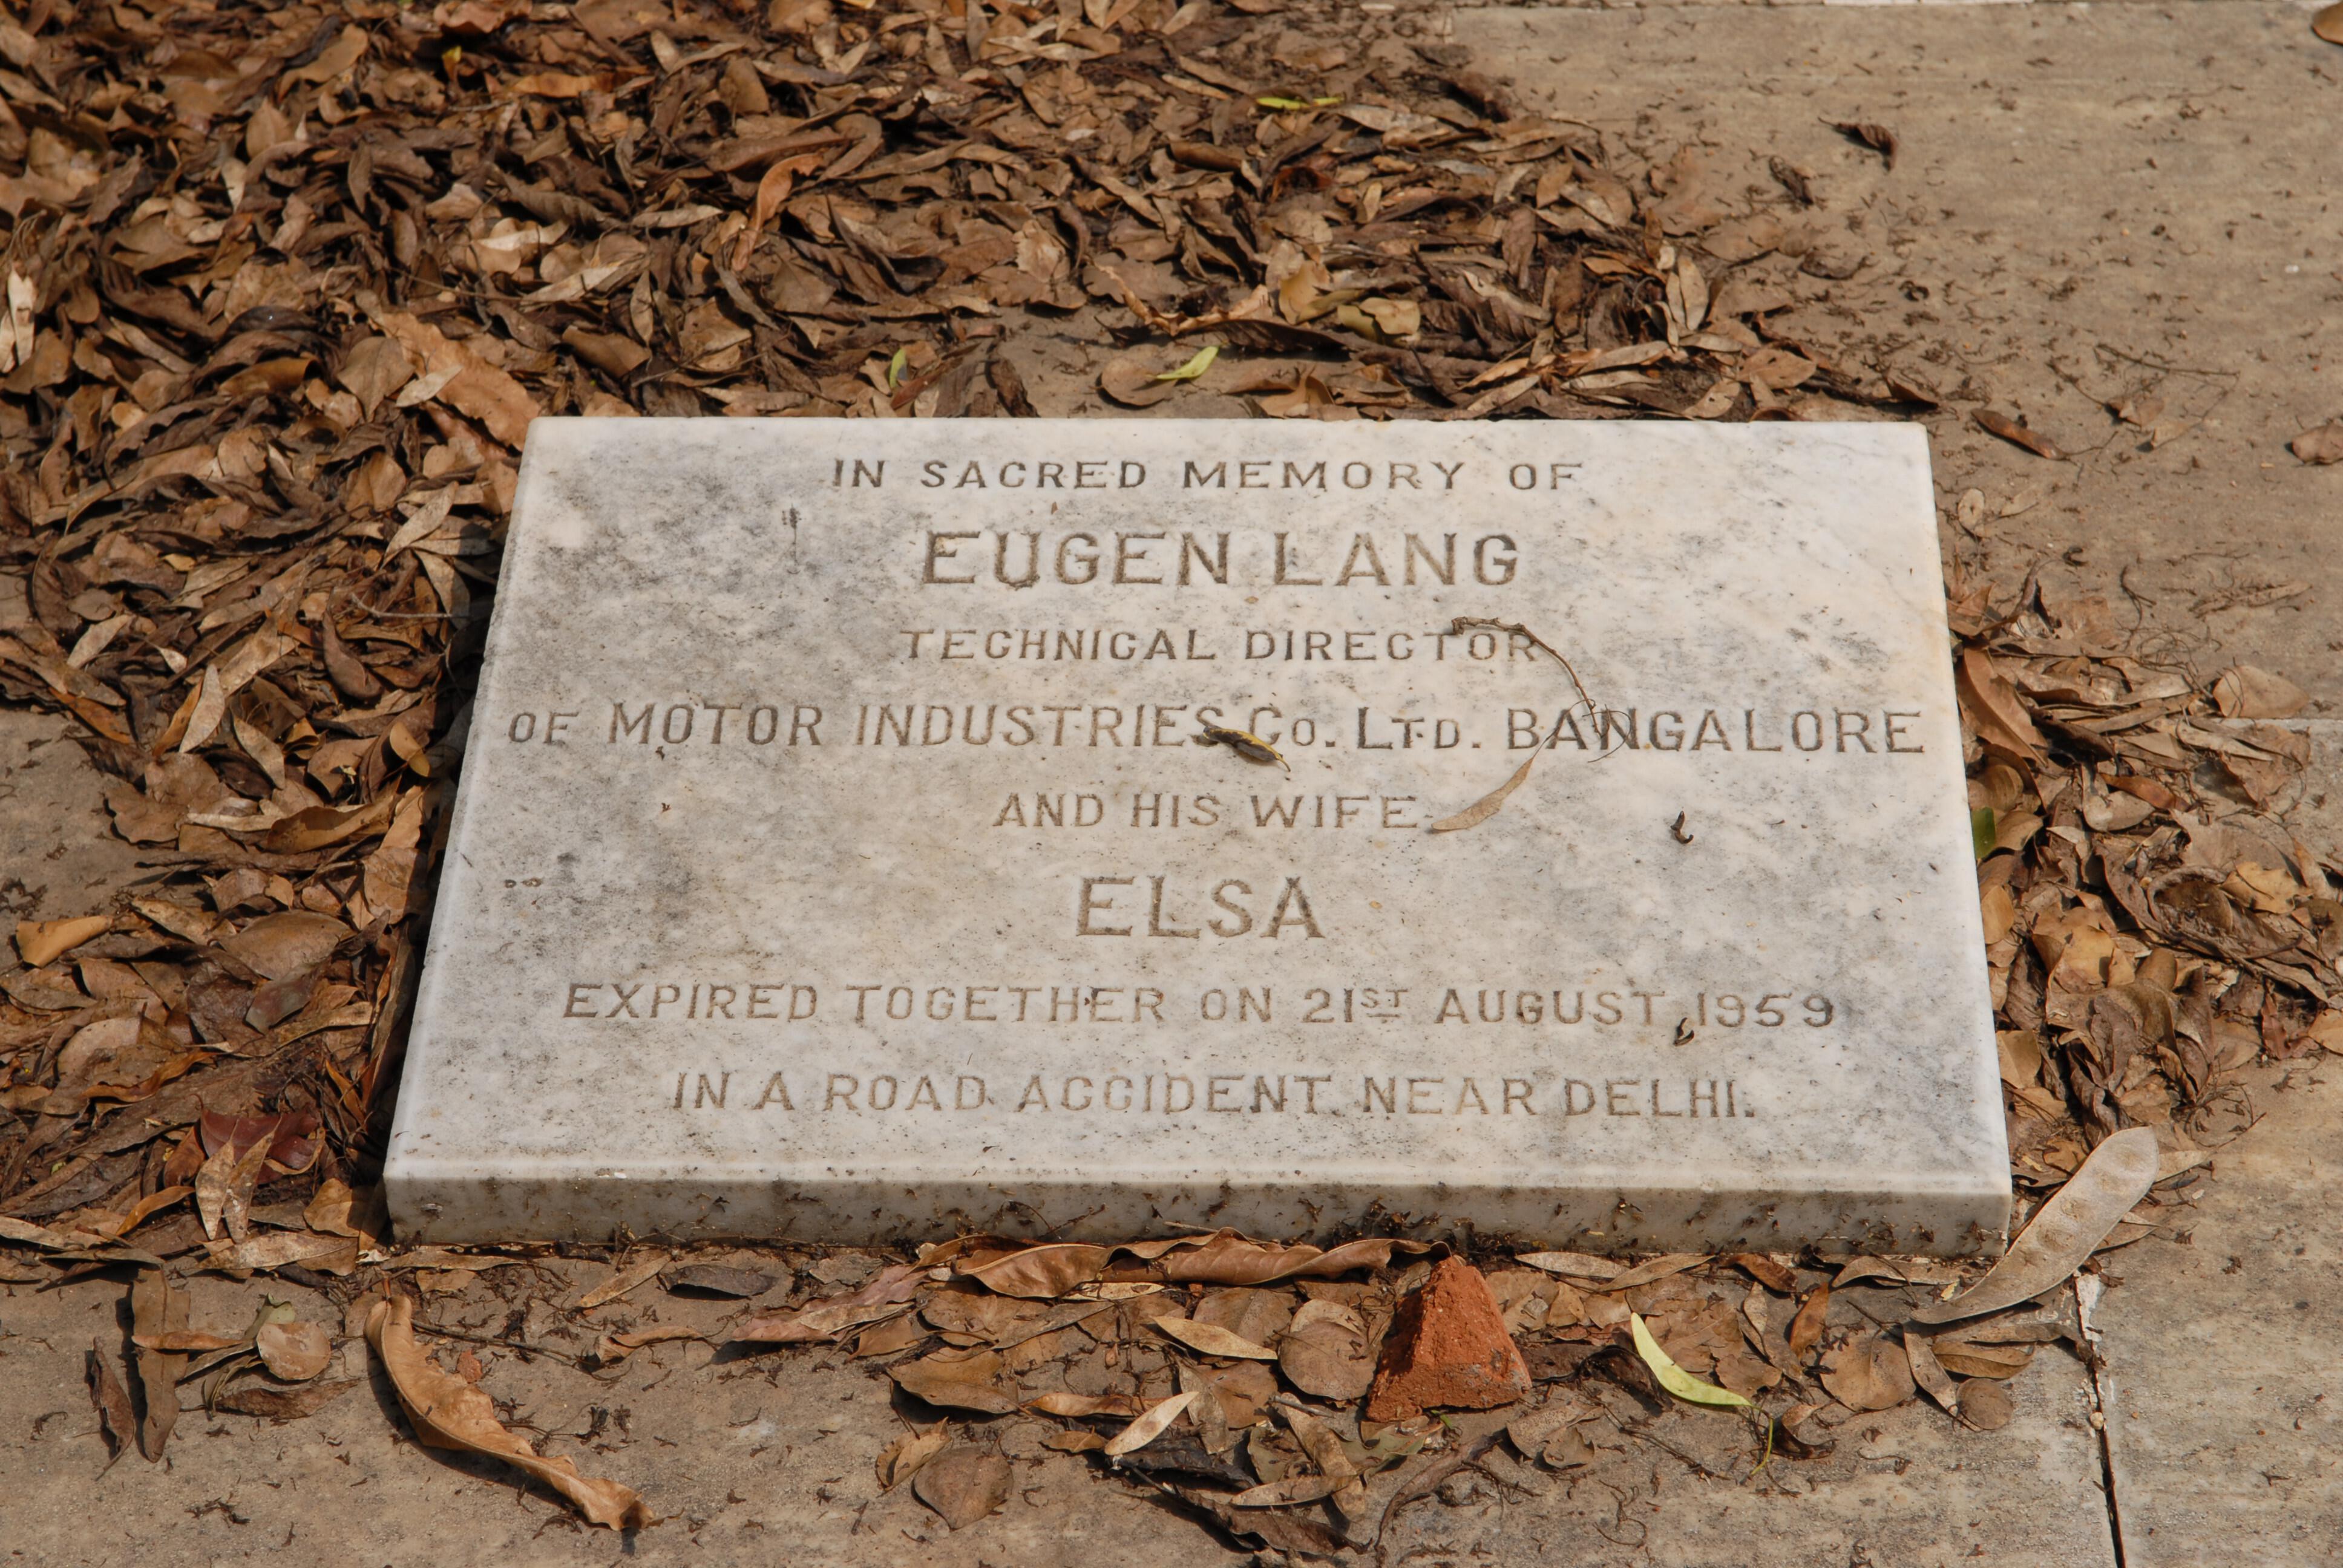 IN SACRED MEMORY OF
EUGEN LANG
TECHNICAL DIRECTOR
OF MOTOR INDUSTRIES CO. LTD. BANGALORE
AND HIS WIFE
ELSA
EXPIRED TOGETHER ON 21ST AUGUST, 1959
IN A ROAD ACCIDENT NEAR DELHI.